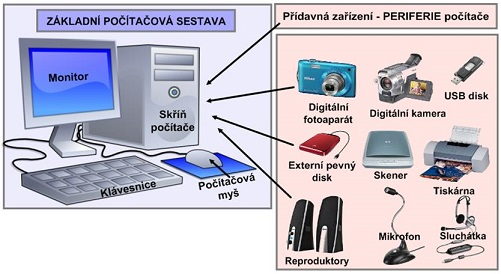 ZÁKLADNÍ POČÍTAČOVÁ SESTAVA
Přídavná zařízení - PERIFERIE počítače
Monitor
Skříň
počítače
Klávesnice
Počítačová
myš
Digitální
fotoaparát
Digitální kamera
USB disk
Externí pevný
disk
Skener
Tiskárna
Reproduktory
Mikrofon
Sluchátka